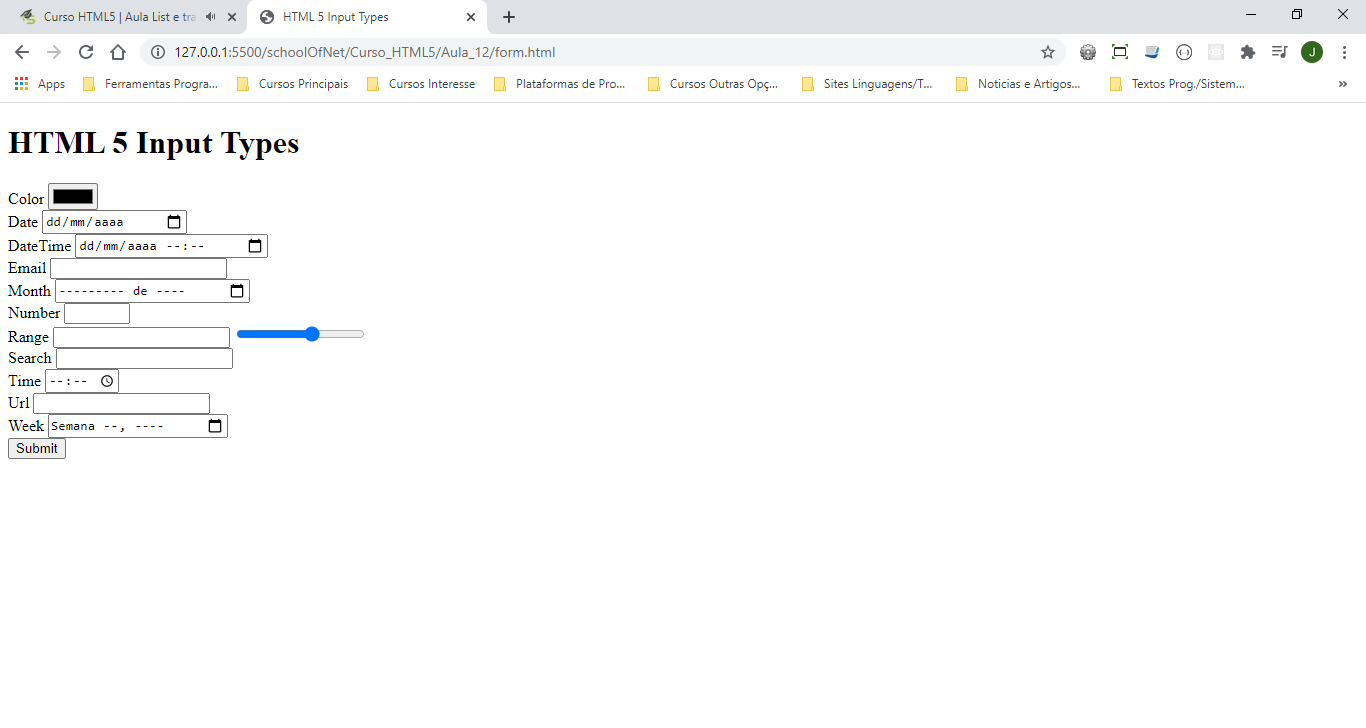 Curso HTML5 | Aula List e tra
HTML 5 Input Types
127.0.0.1:5500/schoolOfNet/Curso_HTML5/Aula_12/form.html
J
Apps Ferramentas Progra... Cursos Principais Cursos Interesse Plataformas de Pro... Cursos Outras Opç... Sites Linguagens/T... Noticias e Artigos... Textos Prog./Sistem... »
HTML 5 Input Types
Color
Date dd/mm/aaaa
DateTime dd/mm/aaaa --:--
Email
Month --------- de ----
Number
Range
Search
Time --:--
Url
Week Semana --, ----
Submit